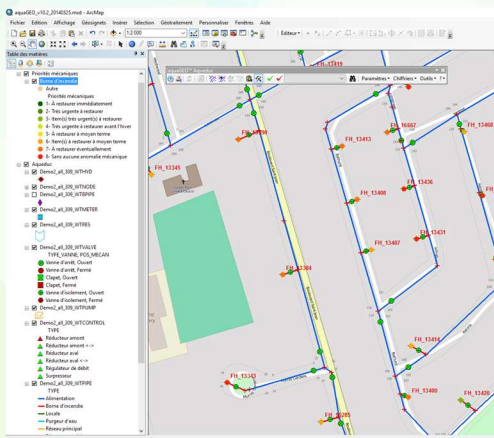 aquaGEO_v10.2_20140325.mxd - ArcMap
Fichier Edition Affichage Géosignets Insérer Sélection Géotraitement Personnaliser Fenêtres Aide
1:2 000
Editeur
Table des matières
Priorités mécaniques
Borne d'incendie
Autre
Priorités mécaniques
1- A restaurer immédiatement
2- Très urgente à restaurer
3- Item(s) très urgent(s) à restaurer
4- Très urgente à restaurer avant l'hiver
5- A restaurer à moyen terme
6- Item(s) à restaurer à moyen terme
7- A restaurer éventuellement
8- Sans aucune anomalie mécanique
Aqueduc
Demo2_all_309_WTHYD
Demo2_all_309_WTNODE
Demo2_all_309_WTBPIPE
Demo2_all_309_WTMETER
Demo2_all_309_WTRES
Demo2_all_309_WTVALVE
TYPE_VANNE, POS_MECAN
Vanne d'arrêt, Ouvert
Vanne d'arrêt, Fermé
Clapet, Ouvert
Clapet, Fermé
Vanne d'isolement, Ouvert
Vanne d'isolement, Fermé
Demo2_all_309_WTPUMP
Demo2_all_309_WTCONTROL
TYPE
Réducteur amont
Réducteur amont <->
Réducteur aval
Réducteur aval <->
Régulateur de débit
Surpresseur
Demo2_all_309_WTPIPE
TYPE
Alimentation
Borne d'incendie
Locale
Purgeur d'eau
Réseau principal
aquaGEO™ Aqueduc
Paramètres Chiffriers Outils ?
FH_13419
FH_16667
FH_13468
FH_13413
FH_13345
FH_13436
FH_13408
FH_13431
FH_13407
FH_13384
FH_13414
FH_13343
FH_13400
FH_13420